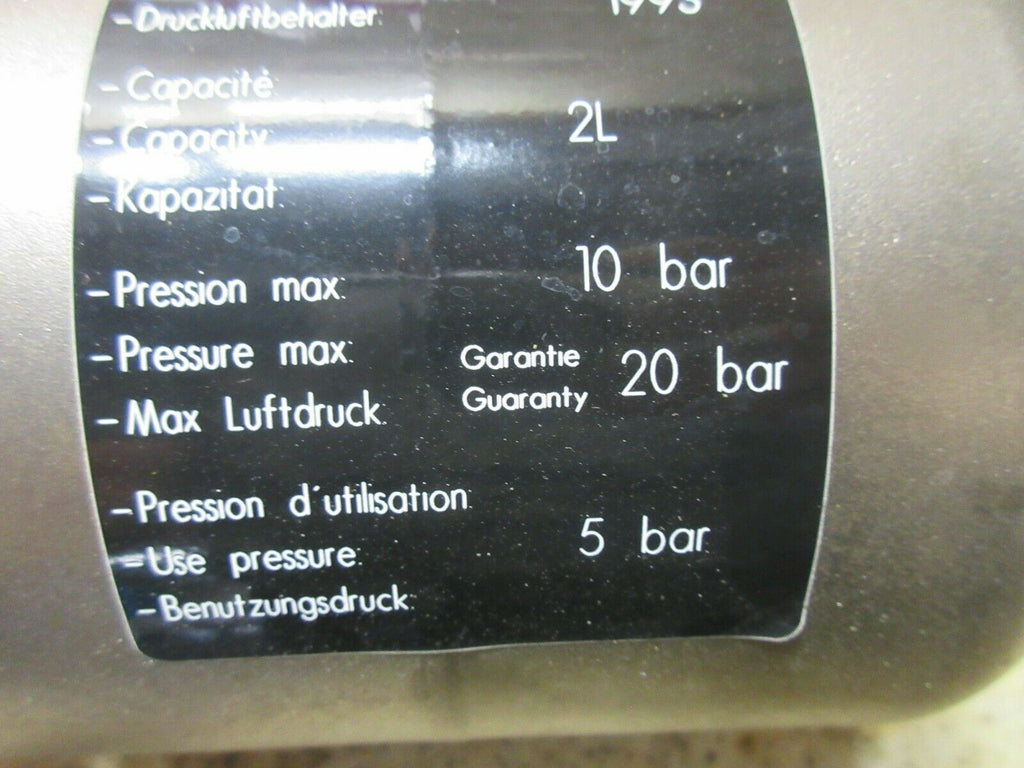 -Druckluftbehalter:
- Capacité:
- Capacity: 2L
-Kapazitat:
-Pression max: 10 bar
-Pressure max: Garantie 20 bar
Guaranty
-Max Luftdruck:
-Pression d'utilisation:
-Use pressure: 5 bar
-Benutzungsdruck: